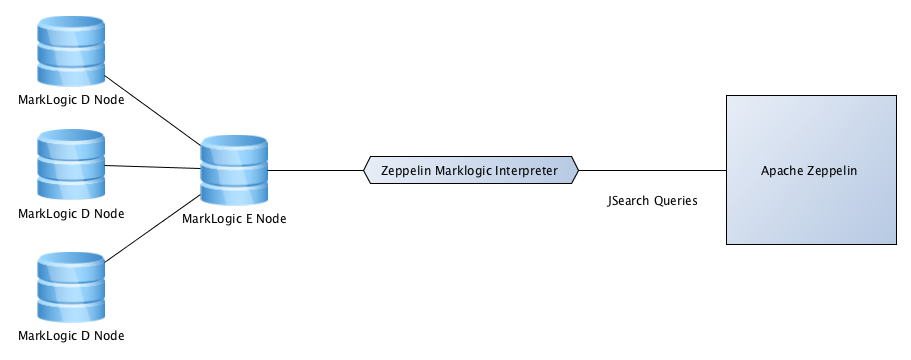 MarkLogic D Node
MarkLogic D Node
MarkLogic E Node
MarkLogic D Node
Zeppelin Marklogic Interpreter
JSearch Queries
Apache Zeppelin